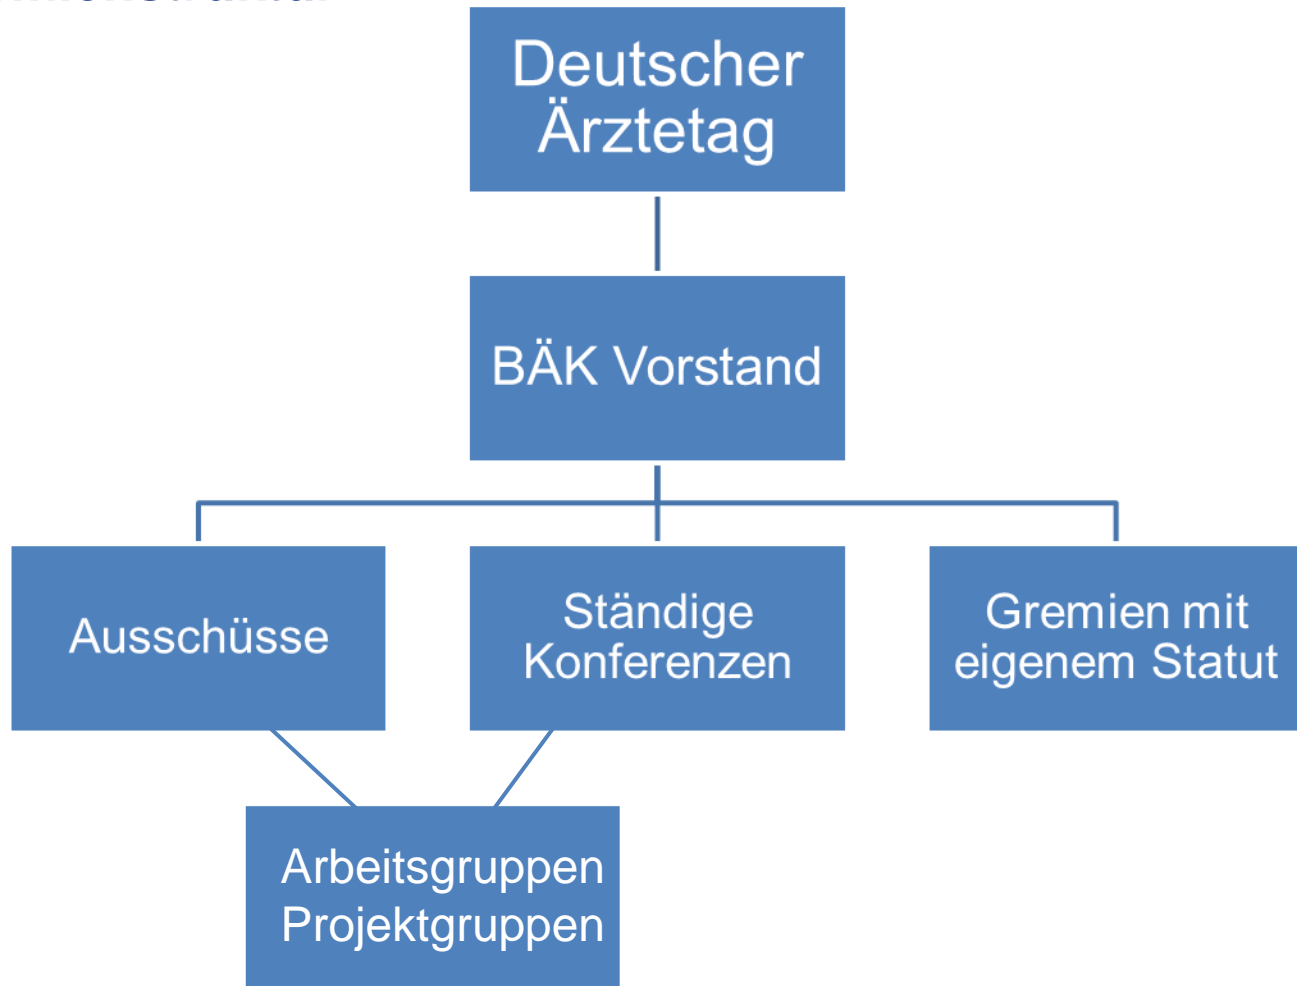 Deutscher
Ärztetag
BÄK Vorstand
Ausschüsse
Ständige
Konferenzen
Gremien mit
eigenem Statut
Arbeitsgruppen
Projektgruppen